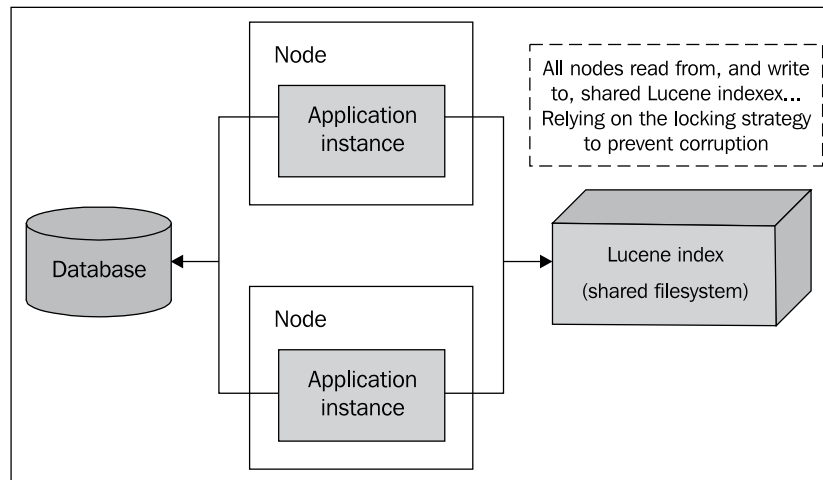 Node
Application
instance
All nodes read from, and write
to, shared Lucene indexex...
Relying on the locking strategy
to prevent corruption
Database
Lucene index
(shared filesystem)
Node
Application
instance